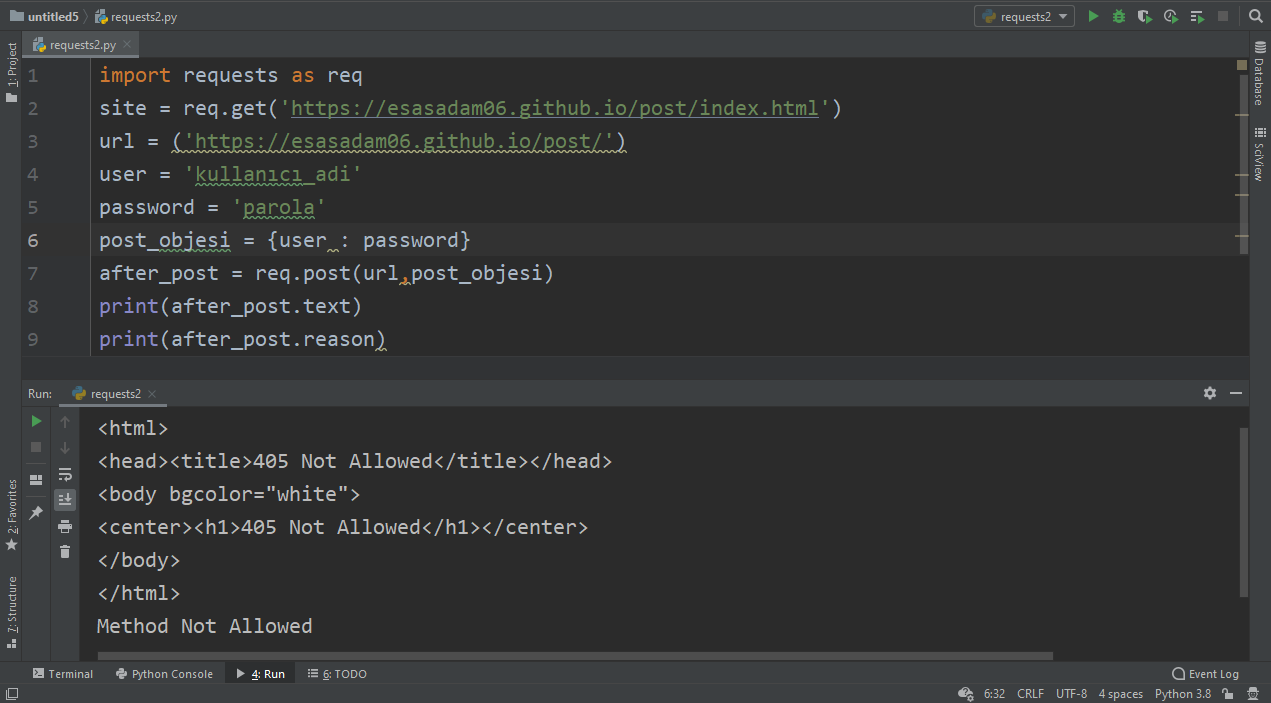 untitled5 requests2.py requests2
requests2.py
1: Project
Database
SciView
1 import requests as req
2 site = req.get('https://esasadam06.github.io/post/index.html')
3 url = ('https://esasadam06.github.io/post/')
4 user = 'kullanıcı_adi'
5 password = 'parola'
6 post_objesi = {user : password}
7 after_post = req.post(url,post_objesi)
8 print(after_post.text)
9 print(after_post.reason)
Run: requests2
<html>
<head><title>405 Not Allowed</title></head>
<body bgcolor="white">
<center><h1>405 Not Allowed</h1></center>
</body>
</html>
Method Not Allowed
2: Favorites
7: Structure
Terminal Python Console 4: Run 6: TODO Event Log
6:32 CRLF UTF-8 4 spaces Python 3.8